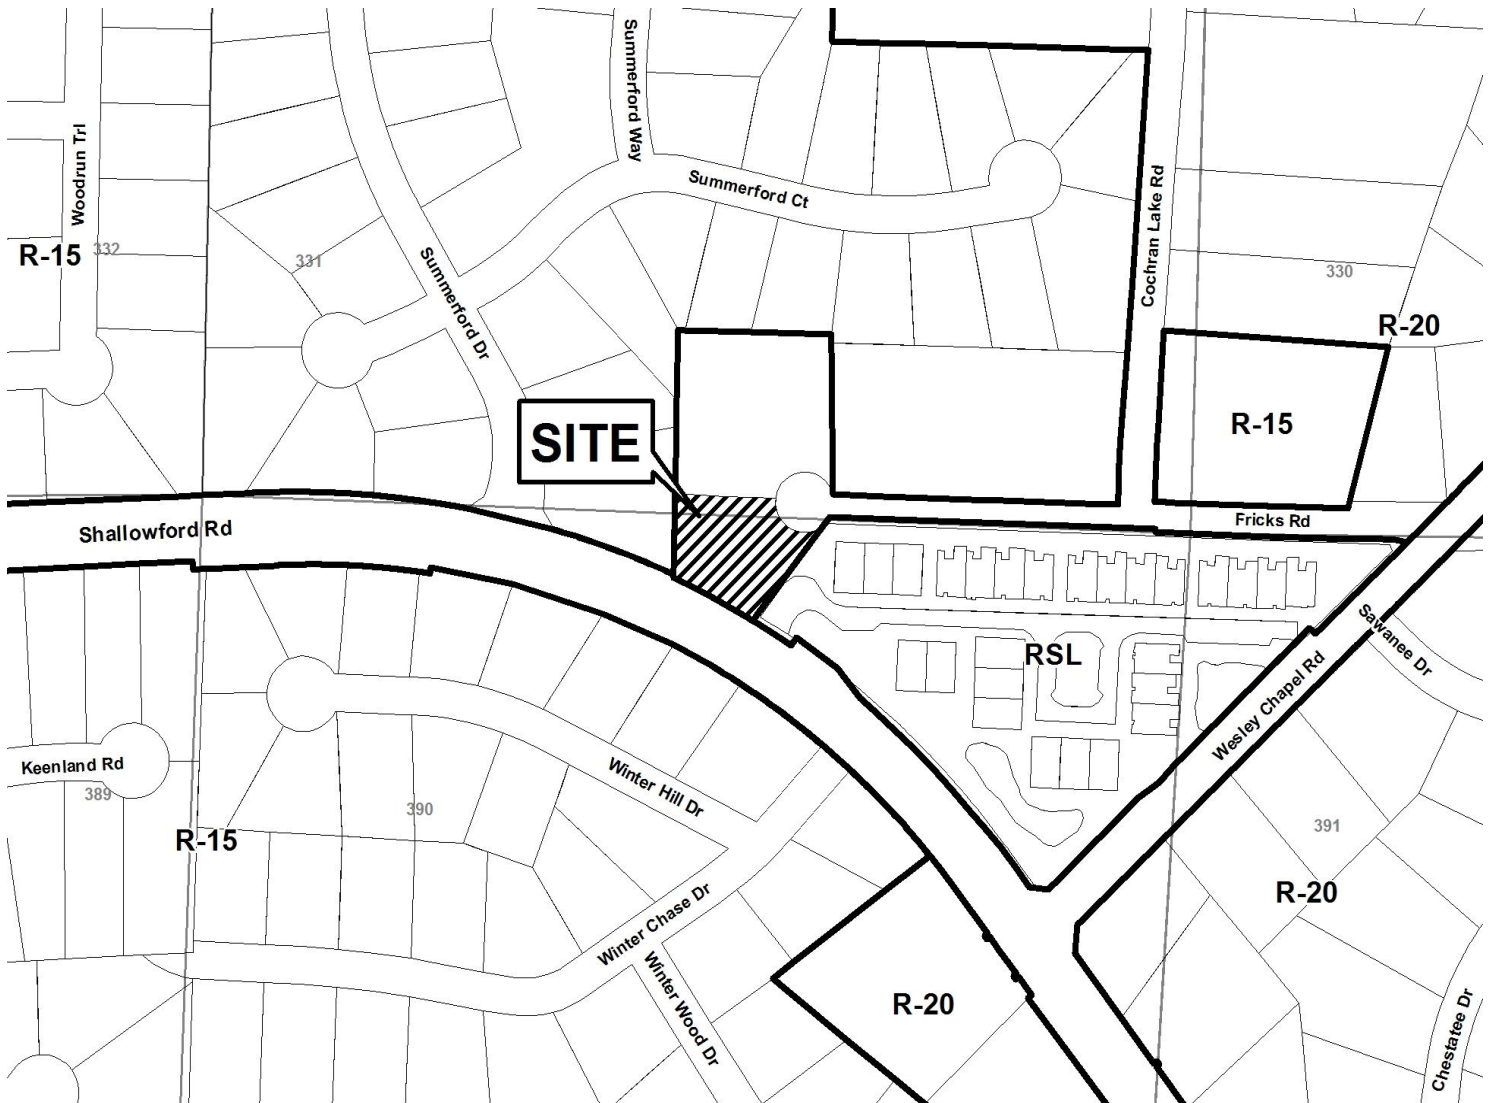 Summerford Way
Woodrun Trl
Summerford Ct
Cochran Lake Rd
R-15
332
331
Summerford Dr
330
R-20
SITE
R-15
Shallowford Rd
Fricks Rd
Sawanee Dr
RSL
Wesley Chapel Rd
Keenland Rd
389
Winter Hill Dr
390
391
R-15
R-20
Winter Chase Dr
Winter Wood Dr
R-20
Chestatee Dr